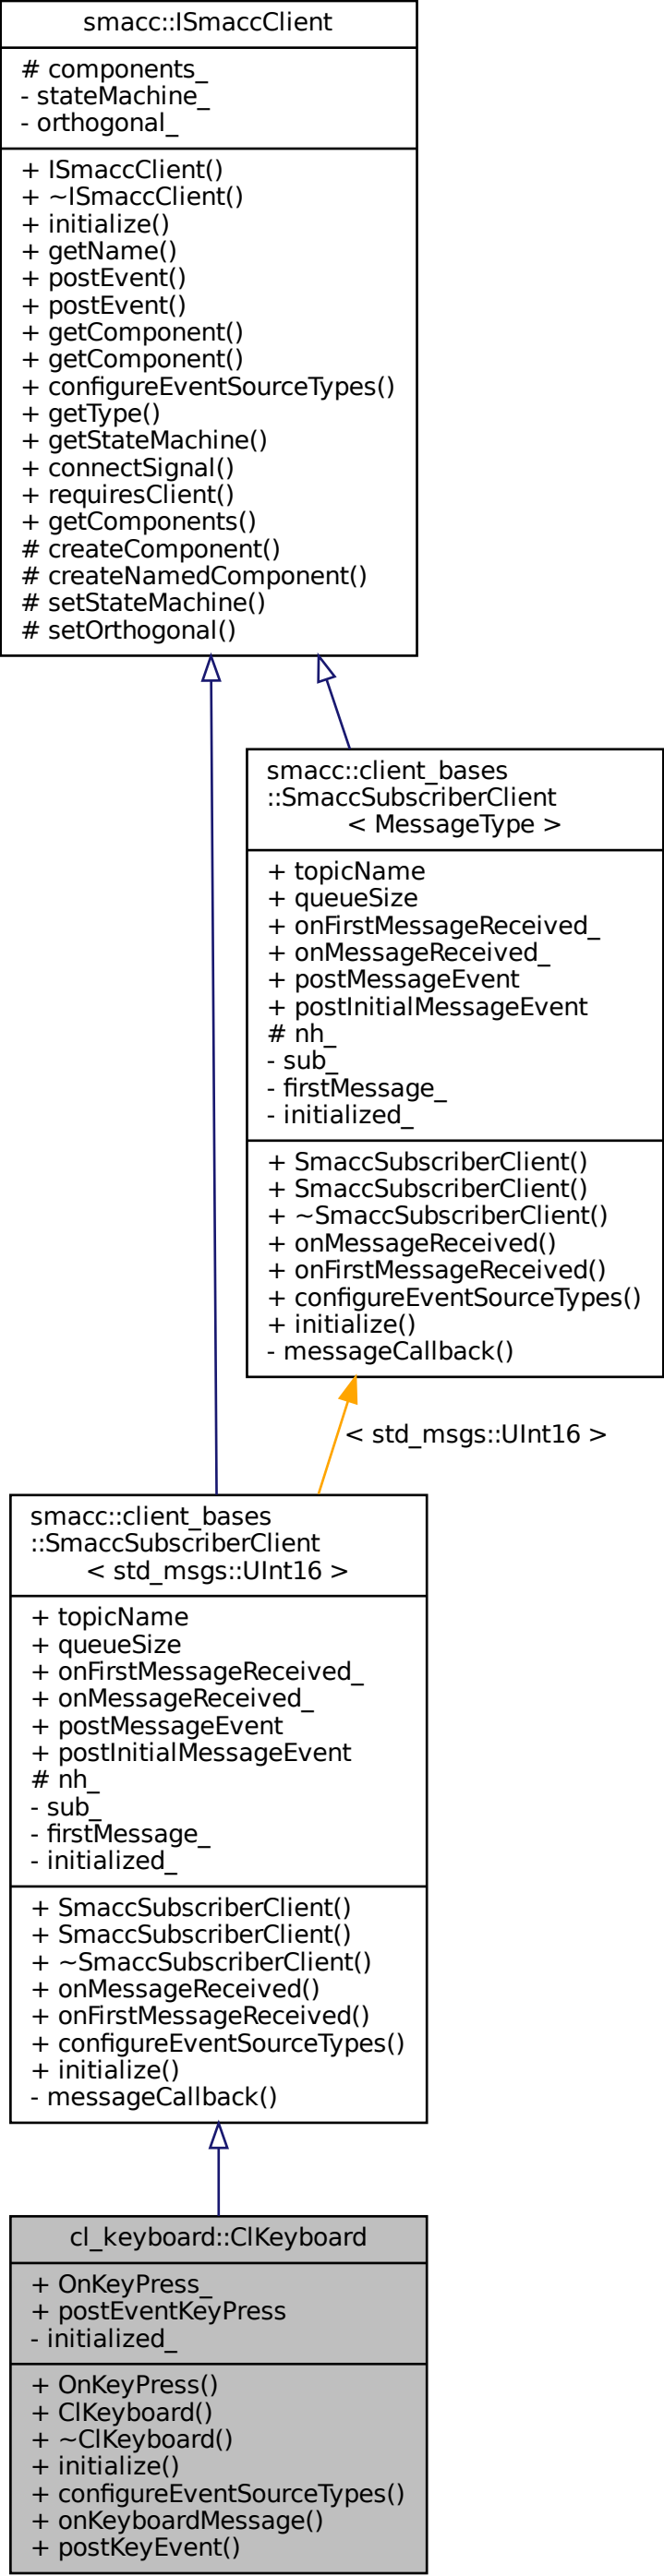 smacc::ISmaccClient
# components_
- stateMachine_
- orthogonal_
+ ISmaccClient()
+ ~ISmaccClient()
+ initialize()
+ getName()
+ postEvent()
+ postEvent()
+ getComponent()
+ getComponent()
+ configureEventSourceTypes()
+ getType()
+ getStateMachine()
+ connectSignal()
+ requiresClient()
+ getComponents()
# createComponent()
# createNamedComponent()
# setStateMachine()
# setOrthogonal()
smacc::client_bases
::SmaccSubscriberClient
< MessageType >
+ topicName
+ queueSize
+ onFirstMessageReceived_
+ onMessageReceived_
+ postMessageEvent
+ postInitialMessageEvent
# nh_
- sub_
- firstMessage_
- initialized_
+ SmaccSubscriberClient()
+ SmaccSubscriberClient()
+ ~SmaccSubscriberClient()
+ onMessageReceived()
+ onFirstMessageReceived()
+ configureEventSourceTypes()
+ initialize()
- messageCallback()
< std_msgs::UInt16 >
smacc::client_bases
::SmaccSubscriberClient
< std_msgs::UInt16 >
+ topicName
+ queueSize
+ onFirstMessageReceived_
+ onMessageReceived_
+ postMessageEvent
+ postInitialMessageEvent
# nh_
- sub_
- firstMessage_
- initialized_
+ SmaccSubscriberClient()
+ SmaccSubscriberClient()
+ ~SmaccSubscriberClient()
+ onMessageReceived()
+ onFirstMessageReceived()
+ configureEventSourceTypes()
+ initialize()
- messageCallback()
cl_keyboard::ClKeyboard
+ OnKeyPress_
+ postEventKeyPress
- initialized_
+ OnKeyPress()
+ ClKeyboard()
+ ~ClKeyboard()
+ initialize()
+ configureEventSourceTypes()
+ onKeyboardMessage()
+ postKeyEvent()